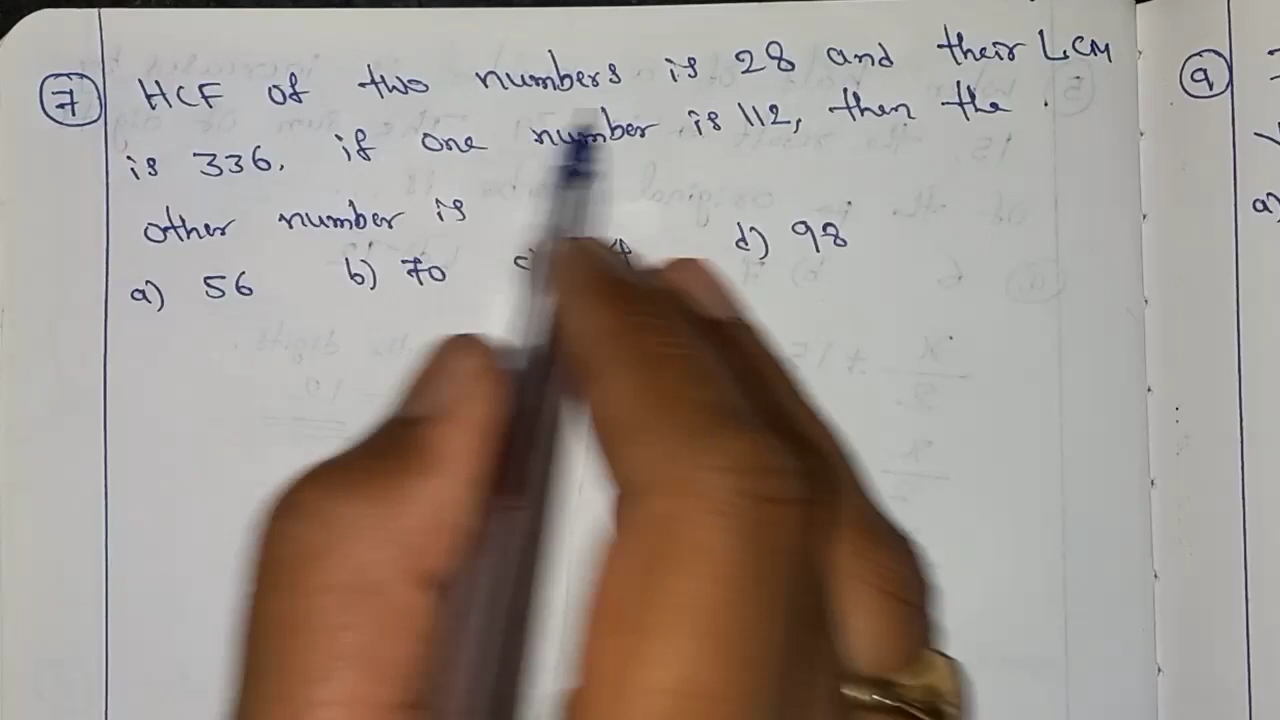 7 HCF of two numbers is 28 and their LCM
is 336. if one number is 112, then the
other number is
a) 56 b) 70 d) 98
9
a)